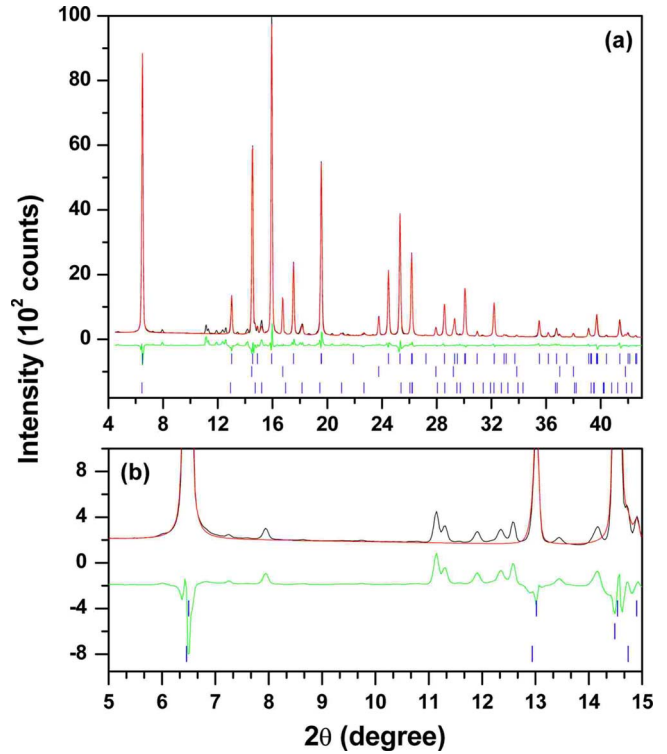 (a)
100
80
60
40
20
0
4 8 12 16 20 24 28 32 36 40
Intensity (10² counts)
(b)
8
4
0
-4
-8
5 6 7 8 9 10 11 12 13 14 15
2θ (degree)